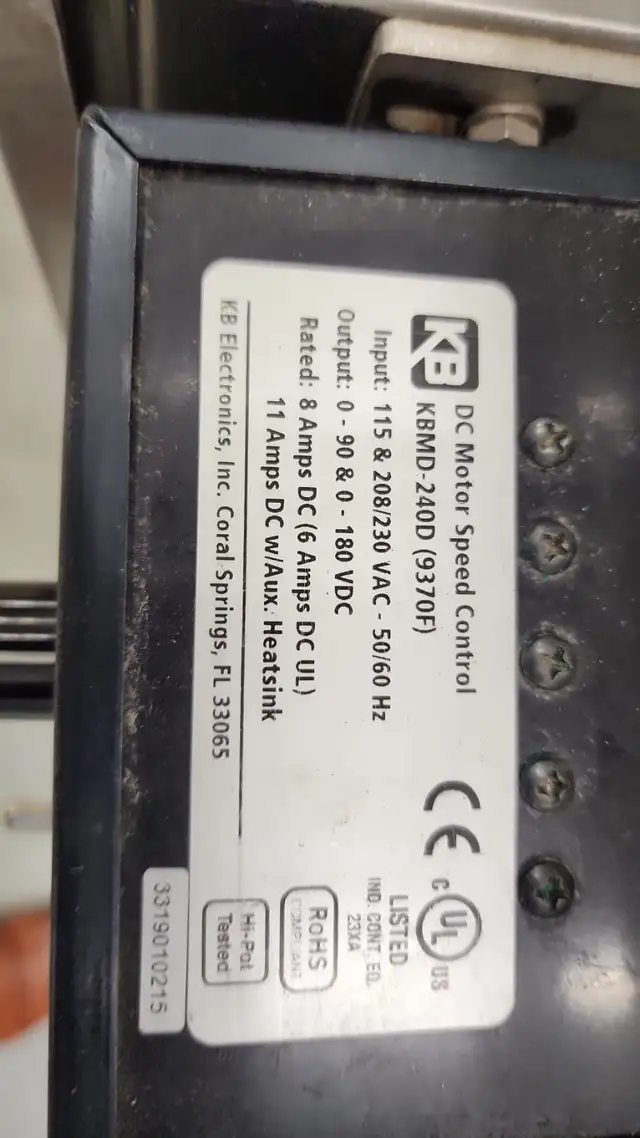 KB DC Motor Speed Control
KBMD-240D (9370F)
Input: 115 & 208/230 VAC - 50/60 Hz
Output: 0 - 90 & 0 - 180 VDC
Rated: 8 Amps DC (6 Amps DC UL)
11 Amps DC w/Aux. Heatsink
KB Electronics, Inc. Coral Springs, FL 33065
CE
C UL US
LISTED
IND. CONT. EQ.
23XA
RoHS
COMPLIANT
Hi-Pot
Tested
3319010215